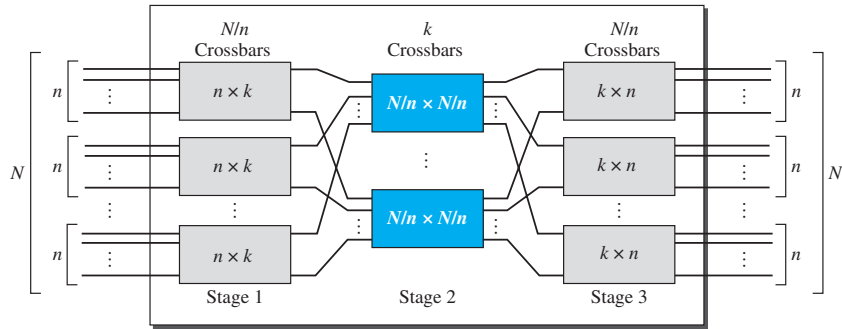 N/n
Crossbars
k
Crossbars
N/n
Crossbars
n
n × k
N/n × N/n
k × n
n
N
n
n × k
k × n
n
N
N/n × N/n
n
n × k
k × n
n
Stage 1
Stage 2
Stage 3